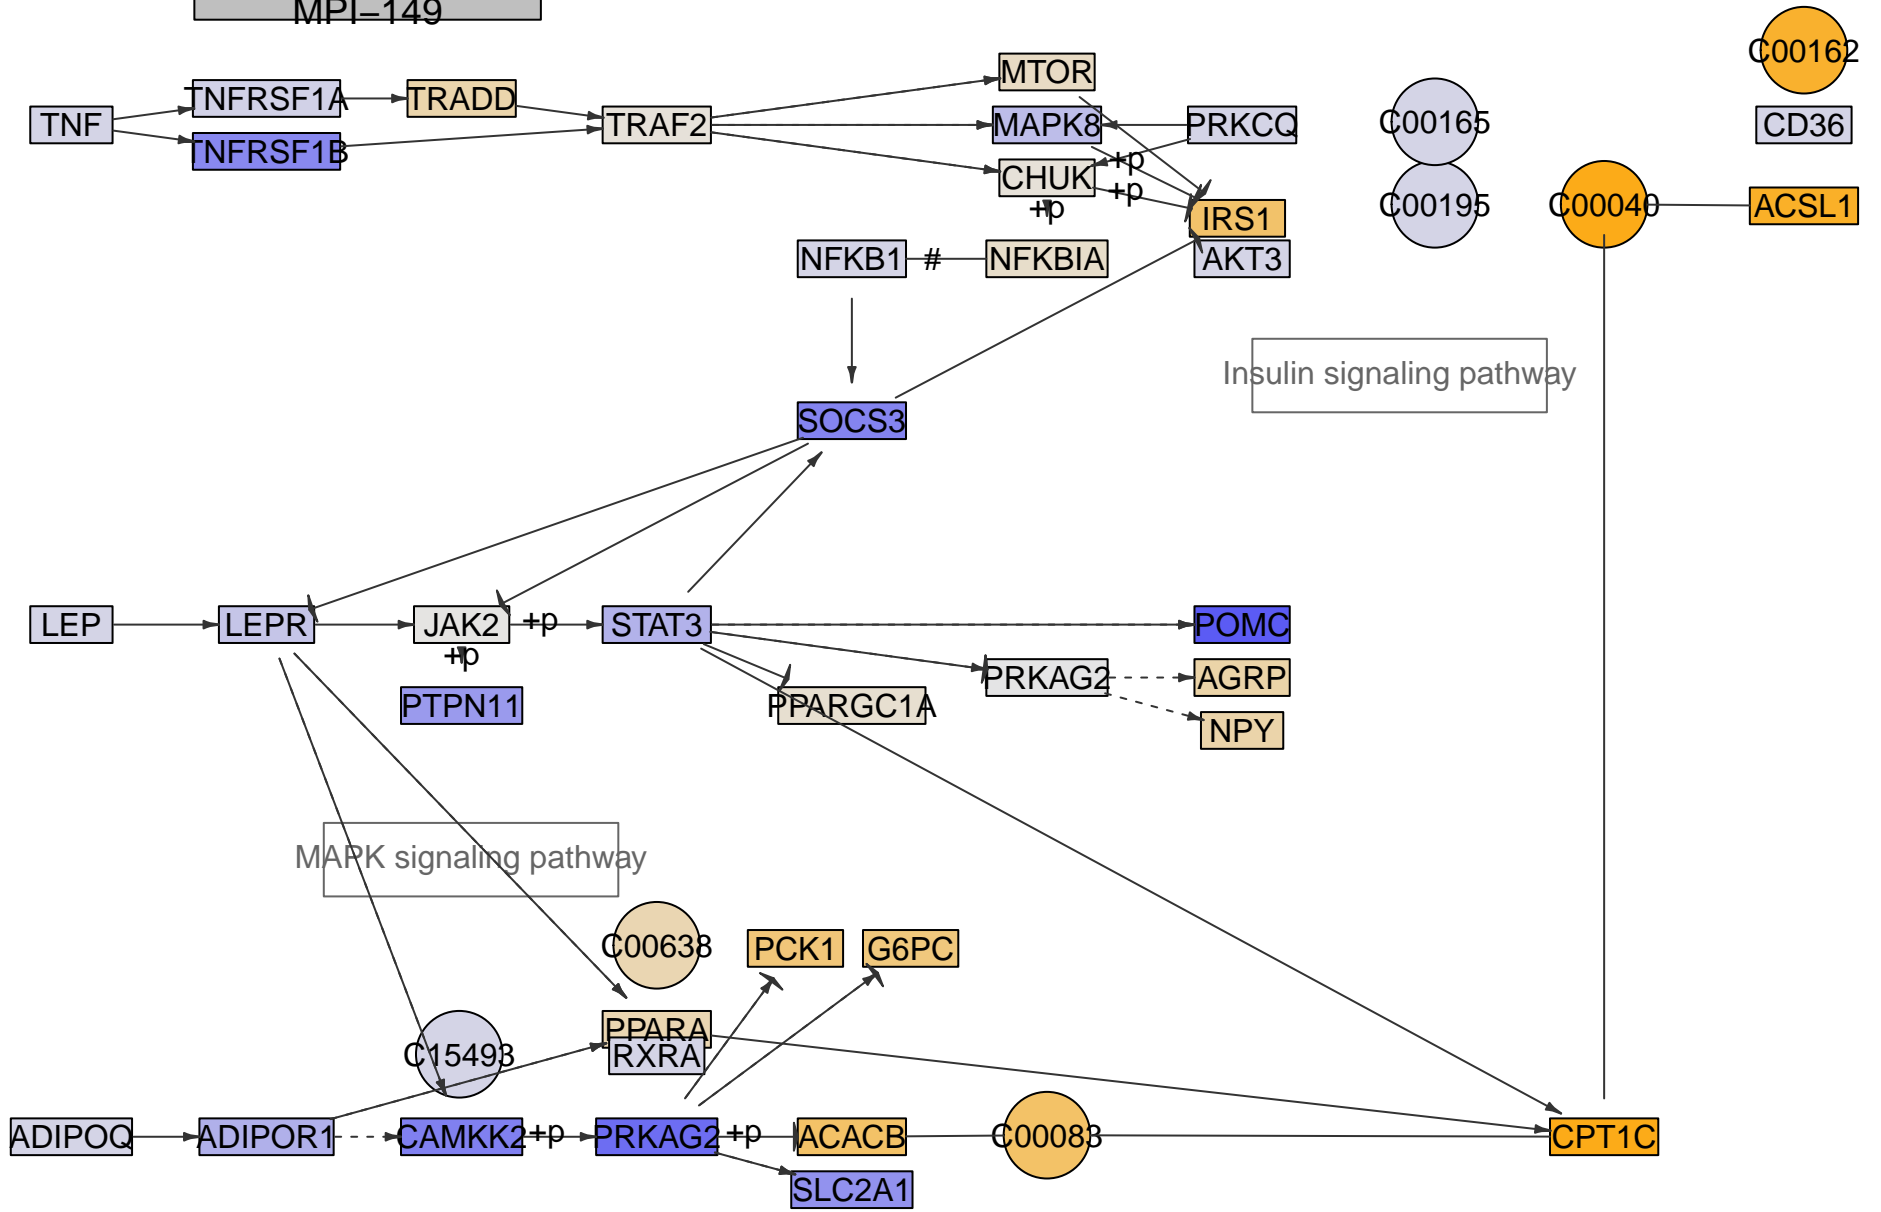 MPI–149
C00162
TNF
TNFRSF1A
TRADD
TNFRSF1B
TRAF2
MTOR
MAPK8
PRKCQ
+p
CHUK
+p
+p
IRS1
C00165
CD36
C00195
C00040
ACSL1
NFKB1
#
NFKBIA
AKT3
Insulin signaling pathway
SOCS3
LEP
LEPR
JAK2
+p
STAT3
POMC
+p
PTPN11
PPARGC1A
PRKAG2
AGRP
NPY
MAPK signaling pathway
C00638
PCK1
G6PC
PPARA
RXRA
C15493
ADIPOQ
ADIPOR1
CAMKK2
+p
PRKAG2
+p
ACACB
C00083
CPT1C
SLC2A1